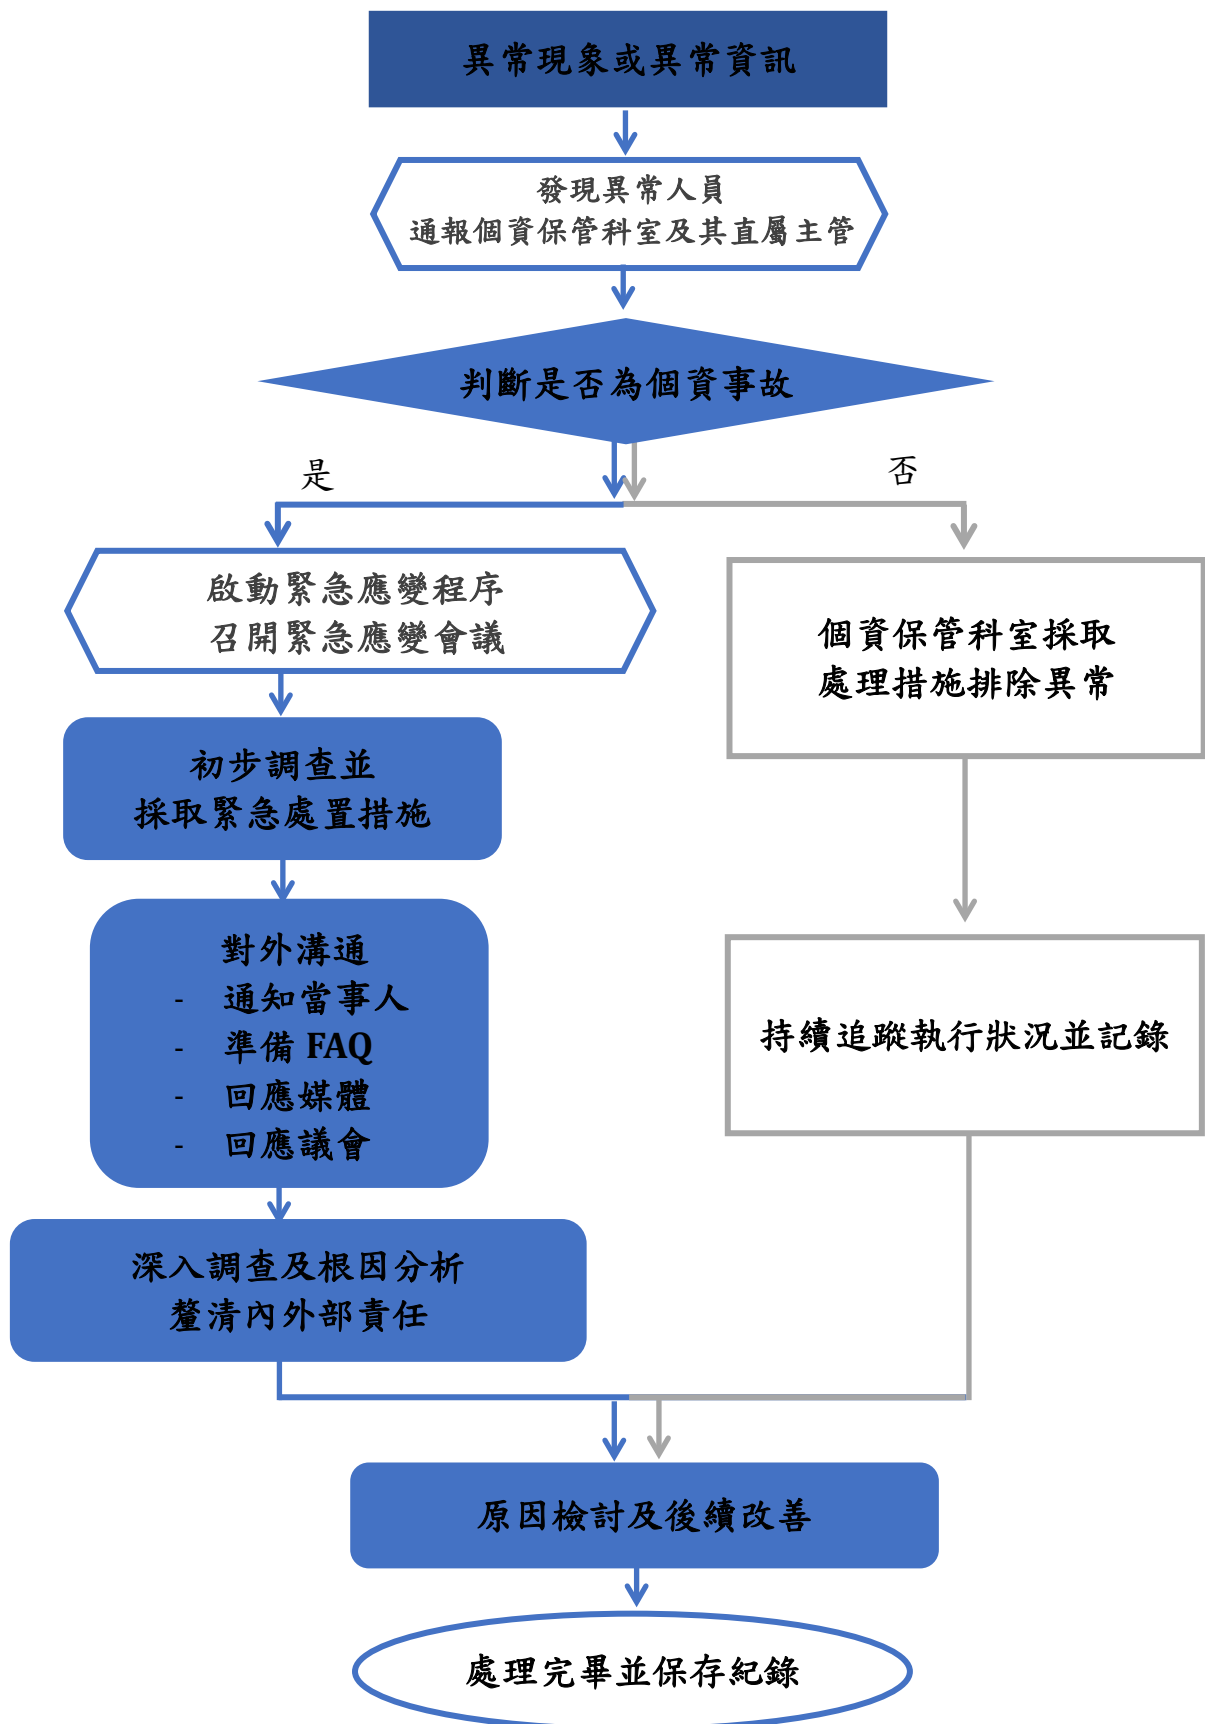 異常現象或異常資訊
發現異常人員
通報個資保管科室及其直屬主管
判斷是否為個資事故
是
否
啟動緊急應變程序
召開緊急應變會議
個資保管科室採取
處理措施排除異常
初步調查並
採取緊急處置措施
對外溝通
- 通知當事人
- 準備 FAQ
- 回應媒體
- 回應議會
持續追蹤執行狀況並記錄
深入調查及根因分析
釐清內外部責任
原因檢討及後續改善
處理完畢並保存紀錄